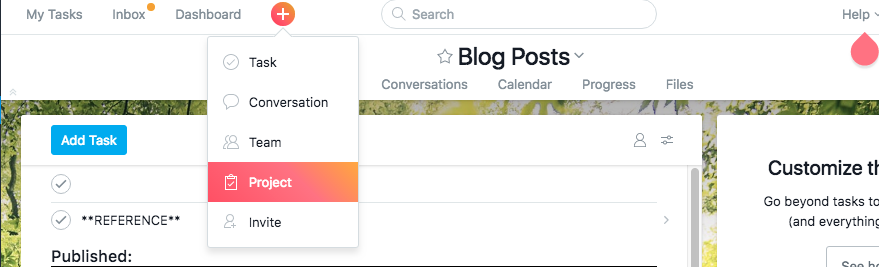 My Tasks Inbox Dashboard Search Help
Task
Conversation
Team
Project
Invite
Blog Posts
Conversations Calendar Progress Files
Add Task
**REFERENCE**
Published:
Customize th
Go beyond tasks to
(and everything
See ho